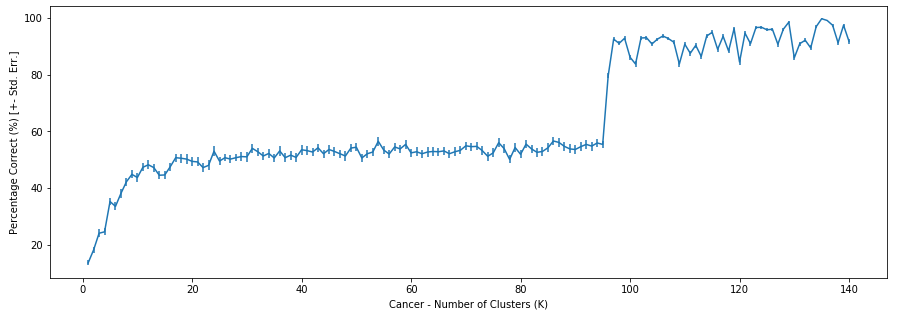 Percentage Correct (%) [+- Std. Err.]
100
80
60
40
20
0 20 40 60 80 100 120 140
Cancer - Number of Clusters (K)